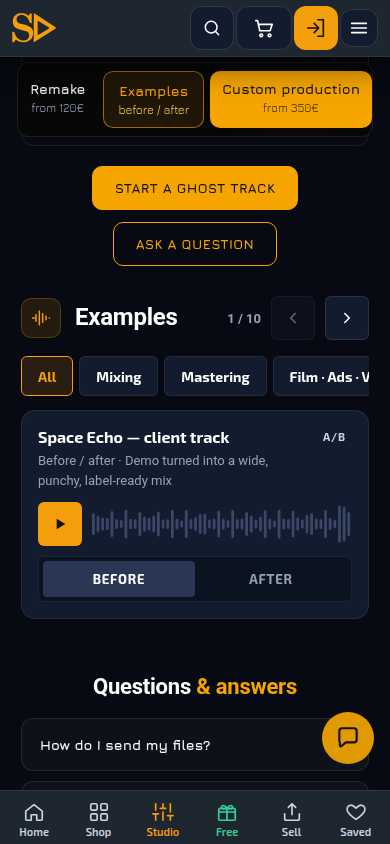 Remake
from 120€
Examples
before / after
Custom production
from 350€
START A GHOST TRACK
ASK A QUESTION
Examples
1 / 10
All
Mixing
Mastering
Film · Ads · V
Space Echo — client track
A/B
Before / after · Demo turned into a wide,
punchy, label-ready mix
BEFORE
AFTER
Questions & answers
How do I send my files?
Home
Shop
Studio
Free
Sell
Saved